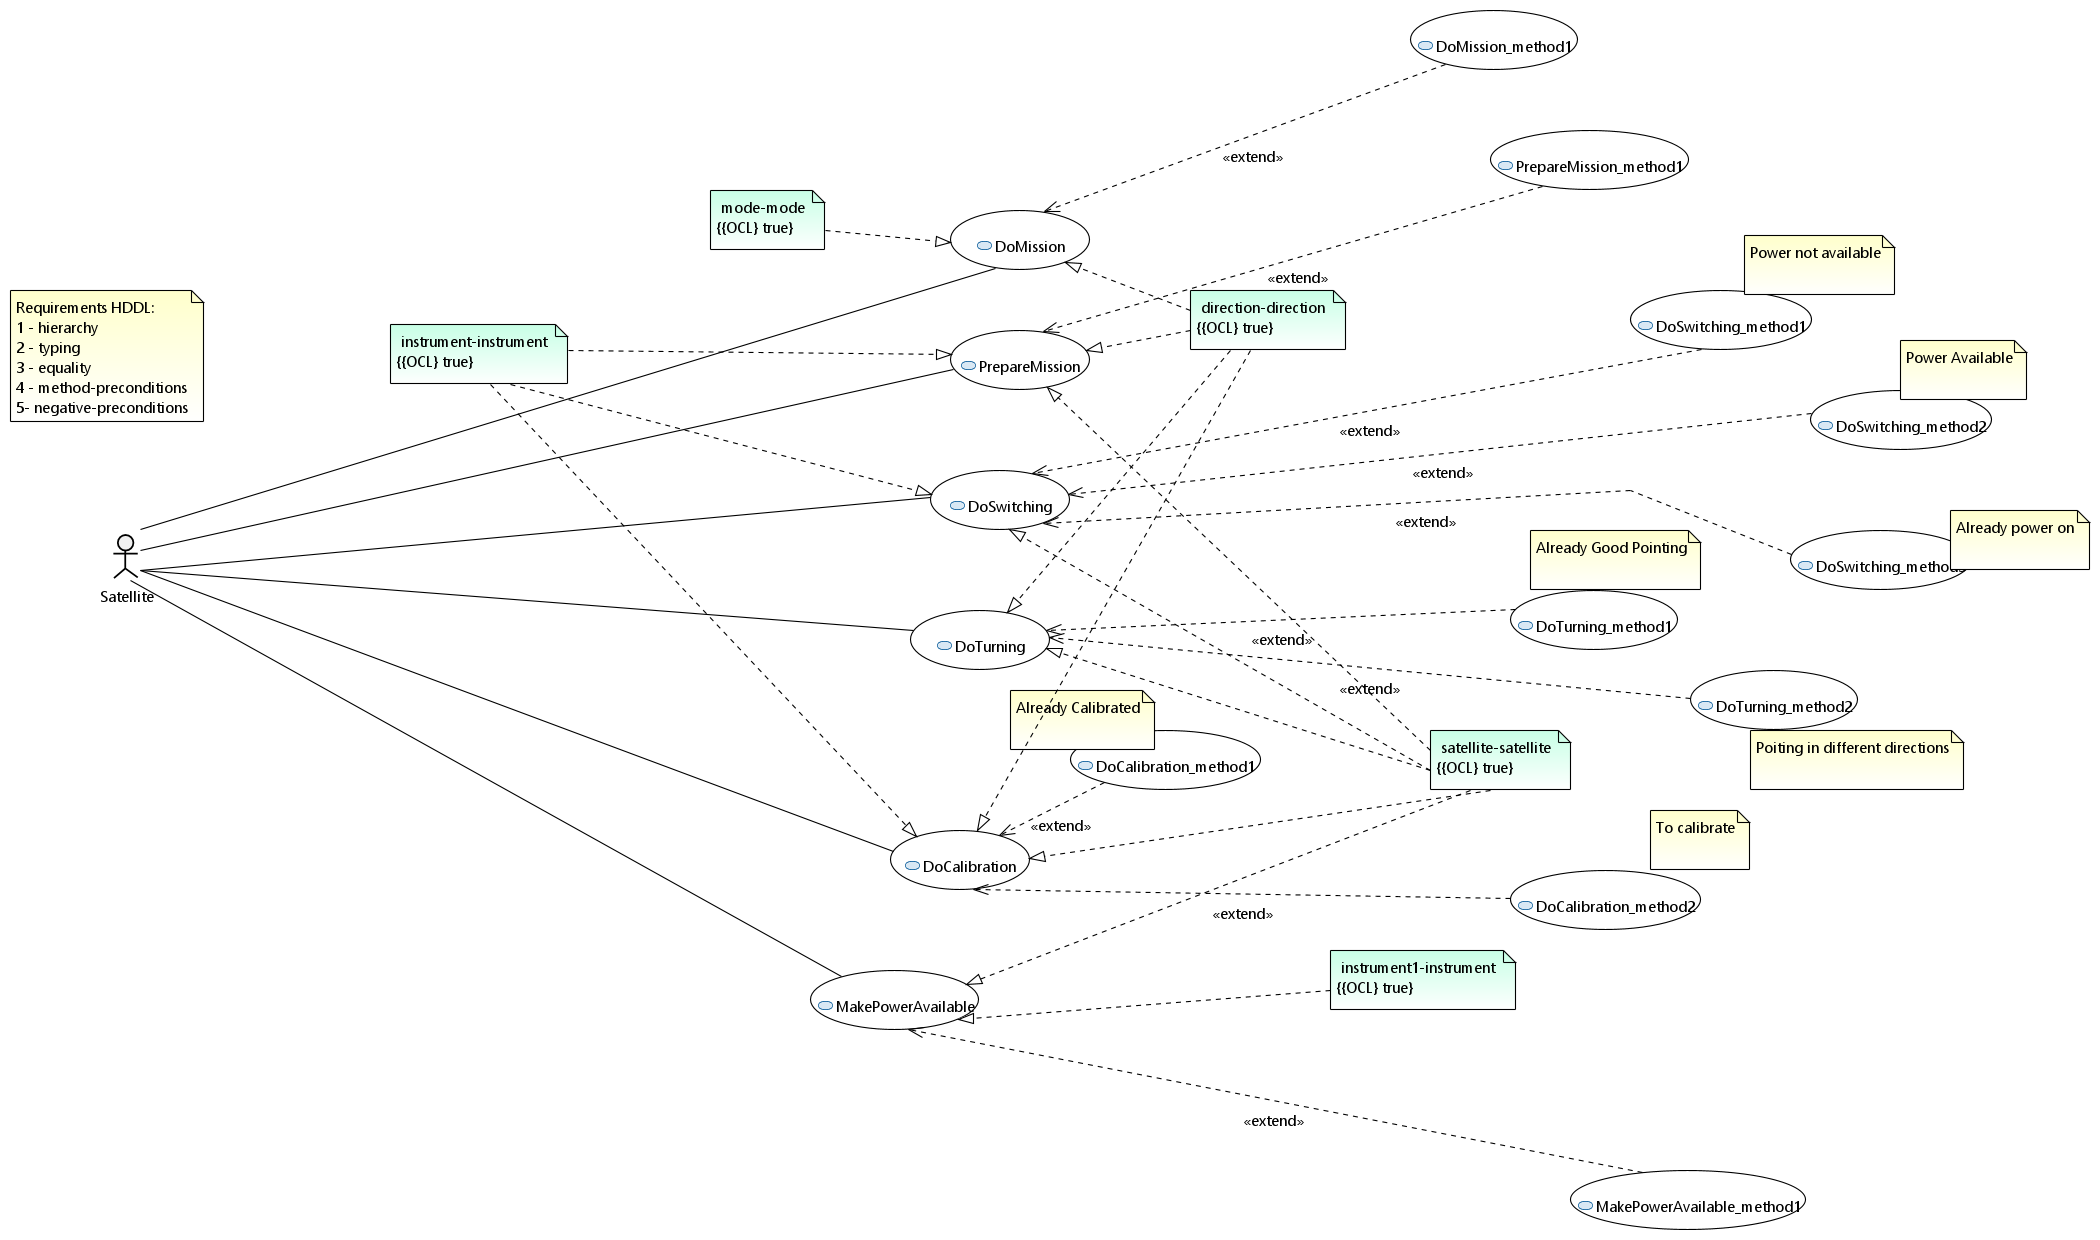 DoMission_method1
«extend»
PrepareMission_method1
mode-mode
{{OCL} true}
DoMission
Power not available
«extend»
Requirements HDDL:
1 - hierarchy
2 - typing
3 - equality
4 - method-preconditions
5- negative-preconditions
instrument-instrument
{{OCL} true}
direction-direction
{{OCL} true}
DoSwitching_method1
PrepareMission
Power Available
«extend»
DoSwitching_method2
«extend»
DoSwitching
«extend»
Already power on
Already Good Pointing
DoSwitching_method
Satellite
DoTurning_method1
«extend»
DoTurning
«extend»
Already Calibrated
DoTurning_method2
satellite-satellite
{{OCL} true}
Poiting in different directions
DoCalibration_method1
«extend»
To calibrate
DoCalibration
DoCalibration_method2
«extend»
instrument1-instrument
{{OCL} true}
MakePowerAvailable
«extend»
MakePowerAvailable_method1